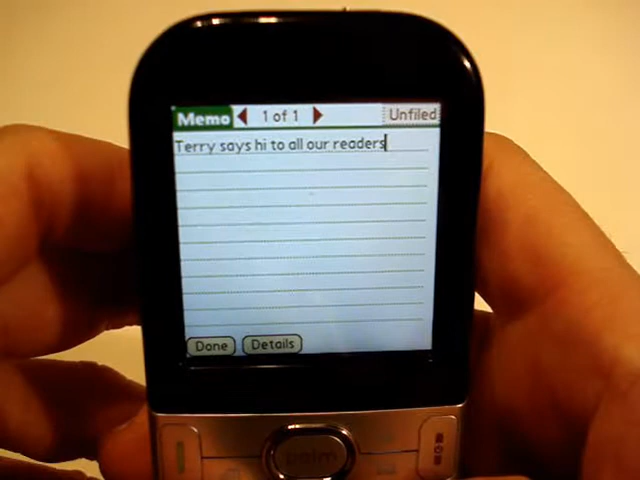 Memo 1 of 1 Unfiled
Terry says hi to all our readers
Done Details
palm